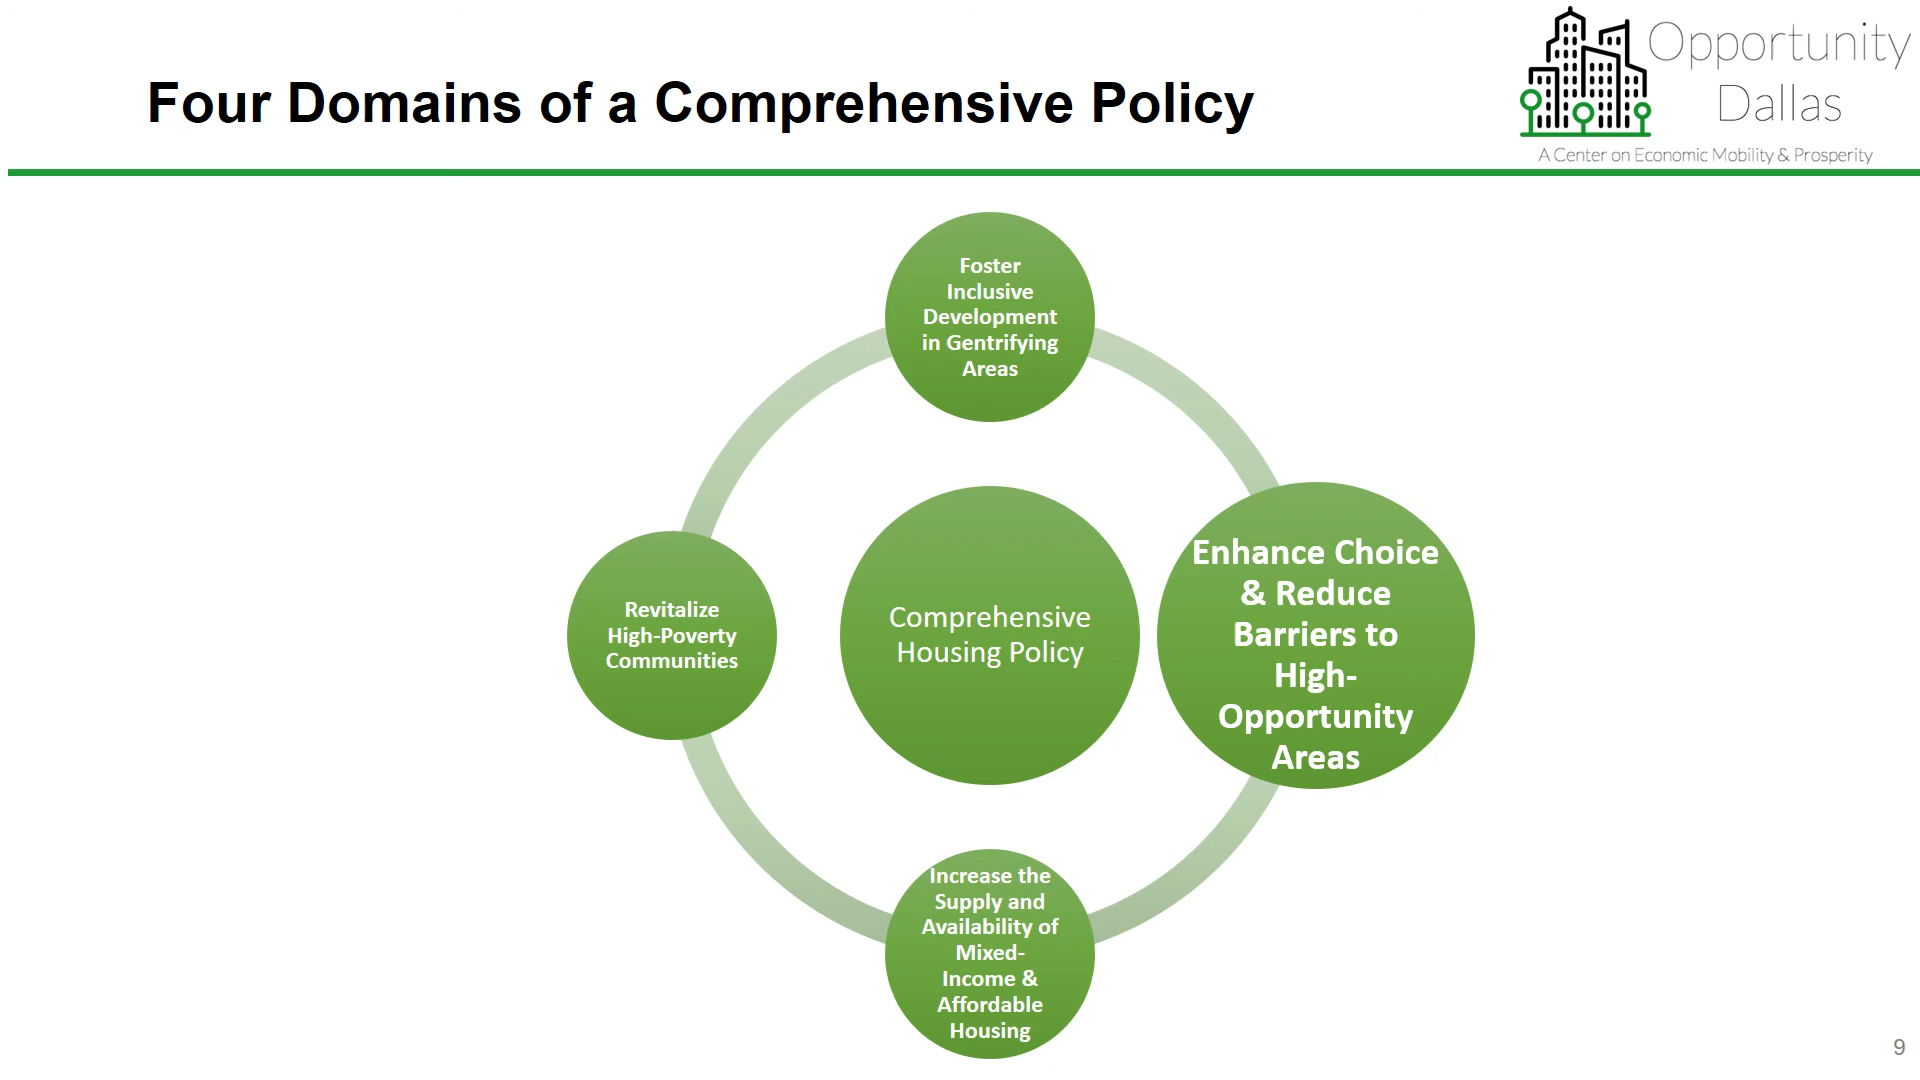 Four Domains of a Comprehensive Policy
Opportunity
Dallas
A Center on Economic Mobility & Prosperity
Foster
Inclusive
Development
in Gentrifying
Areas
Enhance Choice
& Reduce
Barriers to
High-
Opportunity
Areas
Comprehensive
Housing Policy
Revitalize
High-Poverty
Communities
Increase the
Supply and
Availability of
Mixed-
Income &
Affordable
Housing
9